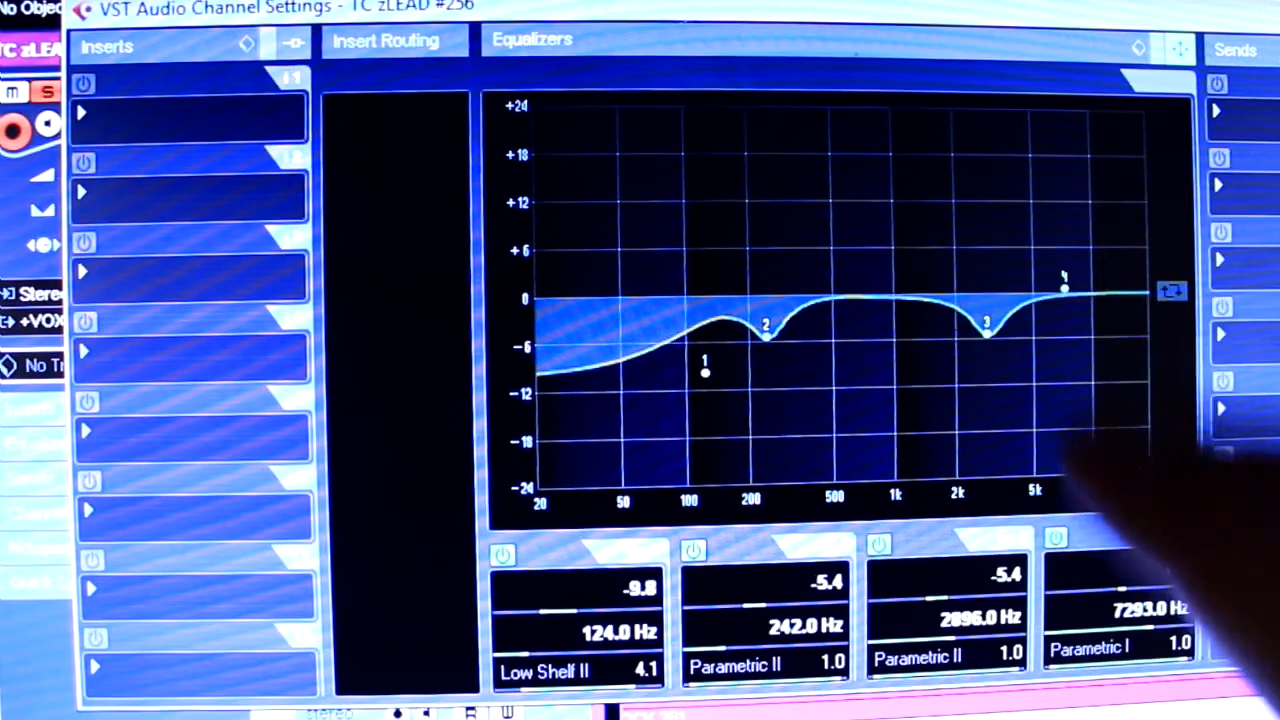 No Objec
VST Audio Channel Settings - TC zLEAD #256
TC zLEA
Inserts
Insert Routing
Equalizers
Sends
m S
+24
+18
+12
+6
0
-6
-12
-18
-24
1
2
3
4
20 50 100 200 500 1k 2k 5k
Stere
+VOX
No Tr
-9.8
124.0 Hz
Low Shelf II 4.1
-5.4
242.0 Hz
Parametric II 1.0
-5.4
2896.0 Hz
Parametric II 1.0
7293.0 Hz
Parametric I 1.0
stereo
R W